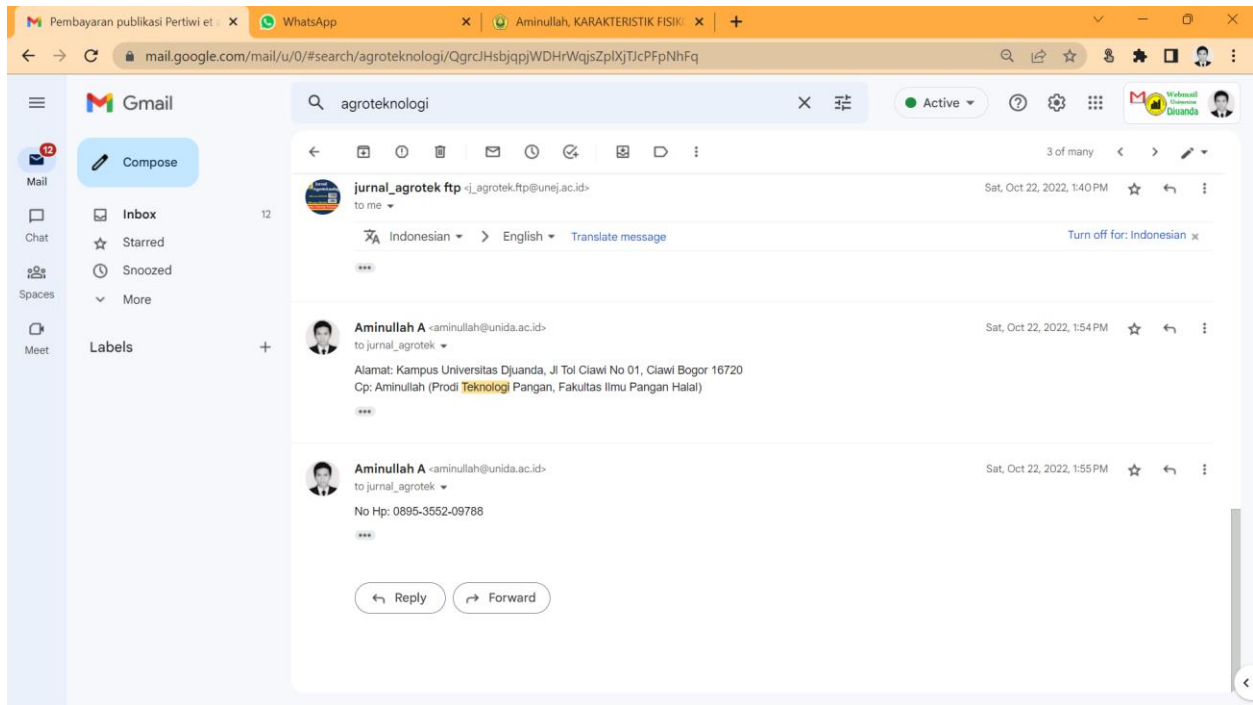 Pembayaran publikasi Pertiwi et a
WhatsApp
Aminullah, KARAKTERISTIK FISIK
mail.google.com/mail/u/0/#search/agroteknologi/QgrcJHsbjqpjWDHrWqjsZplXjTJcPFpNhFq
Gmail
agroteknologi
Active
Webmail
Universitas
Djuanda
12
Mail
Chat
Spaces
Meet
Compose
Inbox 12
Starred
Snoozed
More
Labels
3 of many
jurnal_agrotek ftp <j_agrotek.ftp@unej.ac.id> Sat, Oct 22, 2022, 1:40 PM
to me
Indonesian > English Translate message Turn off for: Indonesian x
Aminullah A <aminullah@unida.ac.id> Sat, Oct 22, 2022, 1:54 PM
to jurnal_agrotek
Alamat: Kampus Universitas Djuanda, Jl Tol Ciawi No 01, Ciawi Bogor 16720
Cp: Aminullah (Prodi Teknologi Pangan, Fakultas Ilmu Pangan Halal)
Aminullah A <aminullah@unida.ac.id> Sat, Oct 22, 2022, 1:55 PM
to jurnal_agrotek
No Hp: 0895-3552-09788
Reply
Forward